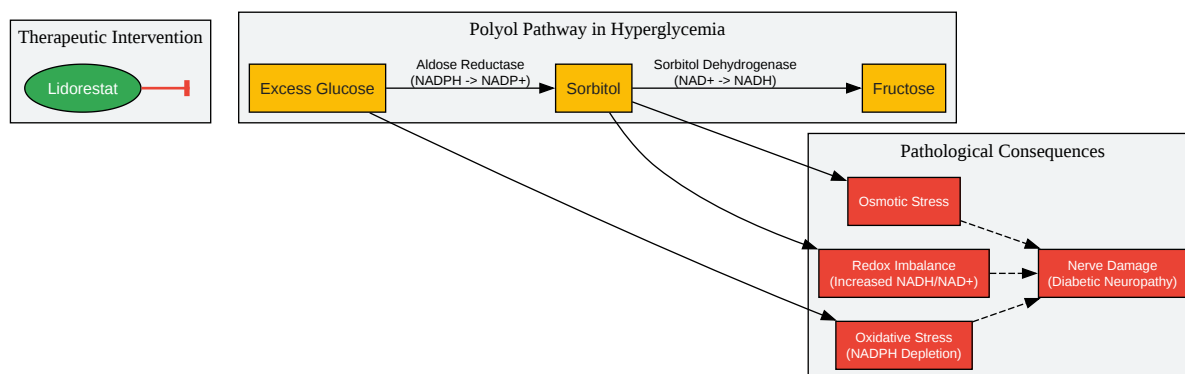 Therapeutic Intervention
Lidorestat
Polyol Pathway in Hyperglycemia
Excess Glucose
Aldose Reductase
(NADPH -> NADP+)
Sorbitol
Sorbitol Dehydrogenase
(NAD+ -> NADH)
Fructose
Pathological Consequences
Osmotic Stress
Redox Imbalance
(Increased NADH/NAD+)
Nerve Damage
(Diabetic Neuropathy)
Oxidative Stress
(NADPH Depletion)